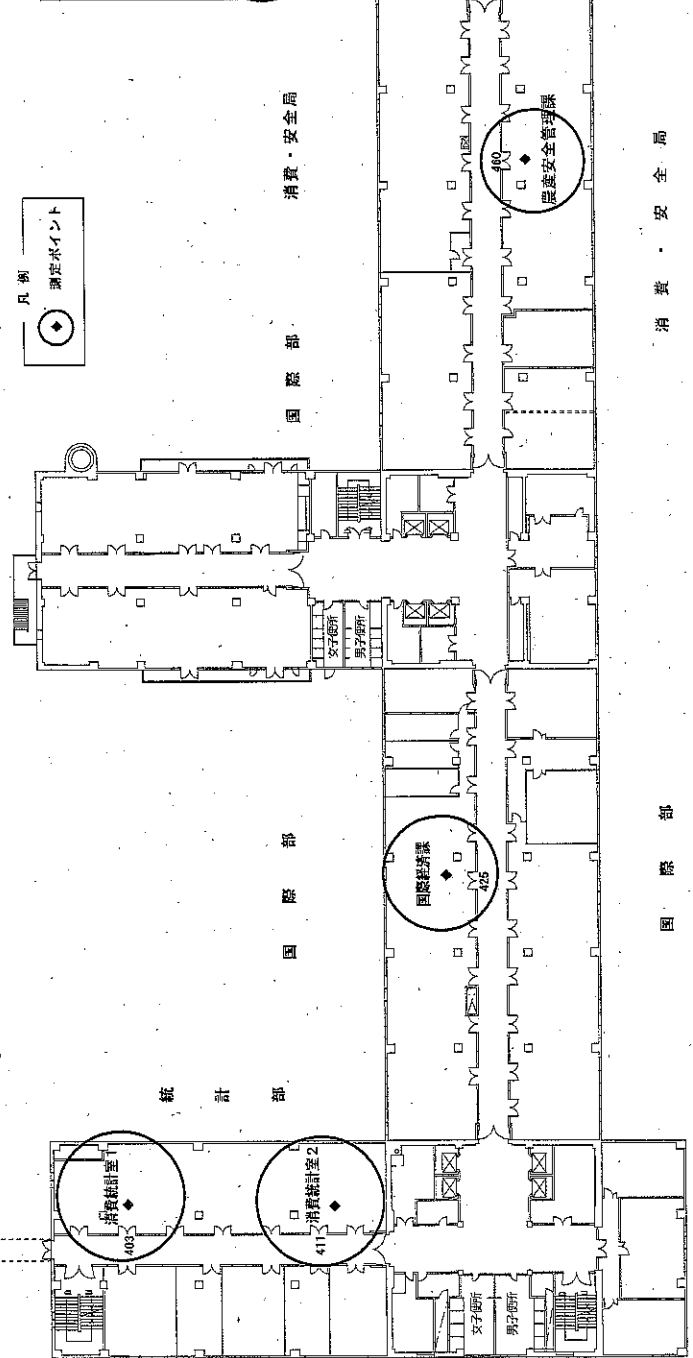 凡例
測定ポイント
消費・安全局
国際部
460
農産安全管理課
消費・安全局
女子便所
男子便所
国際部
国際経済課
425
国際部
統計部
消費統計室1
403
消費統計室2
411
女子便所
男子便所